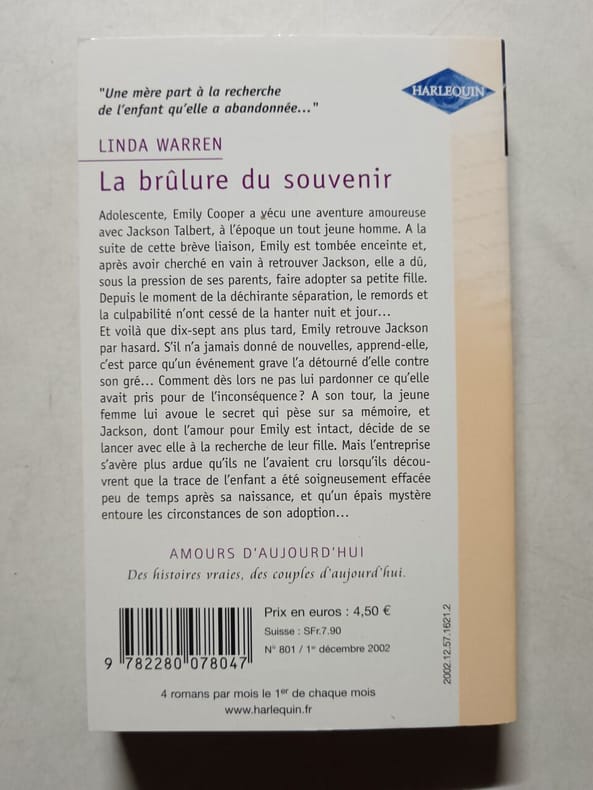 "Une mère part à la recherche
de l'enfant qu'elle a abandonnée..."
HARLEQUIN
LINDA WARREN
La brûlure du souvenir
Adolescente, Emily Cooper a vécu une aventure amoureuse
avec Jackson Talbert, à l'époque un tout jeune homme. A la
suite de cette brève liaison, Emily est tombée enceinte et,
après avoir cherché en vain à retrouver Jackson, elle a dû,
sous la pression de ses parents, faire adopter sa petite fille.
Depuis le moment de la déchirante séparation, le remords et
la culpabilité n'ont cessé de la hanter nuit et jour...
Et voilà que dix-sept ans plus tard, Emily retrouve Jackson
par hasard. S'il n'a jamais donné de nouvelles, apprend-elle,
c'est parce qu'un événement grave l'a détourné d'elle contre
son gré... Comment dès lors ne pas lui pardonner ce qu'elle
avait pris pour de l'inconséquence ? A son tour, la jeune
femme lui avoue le secret qui pèse sur sa mémoire, et
Jackson, dont l'amour pour Emily est intact, décide de se
lancer avec elle à la recherche de leur fille. Mais l'entreprise
s'avère plus ardue qu'ils ne l'avaient cru lorsqu'ils décou-
vrent que la trace de l'enfant a été soigneusement effacée
peu de temps après sa naissance, et qu'un épais mystère
entoure les circonstances de son adoption...
AMOURS D'AUJOURD'HUI
Des histoires vraies, des couples d'aujourd'hui.
Prix en euros : 4,50 €
Suisse : SFr.7.90
N° 801 / 1er décembre 2002
9 782280 078047
2002.12.57.1621.2
4 romans par mois le 1er de chaque mois
www.harlequin.fr